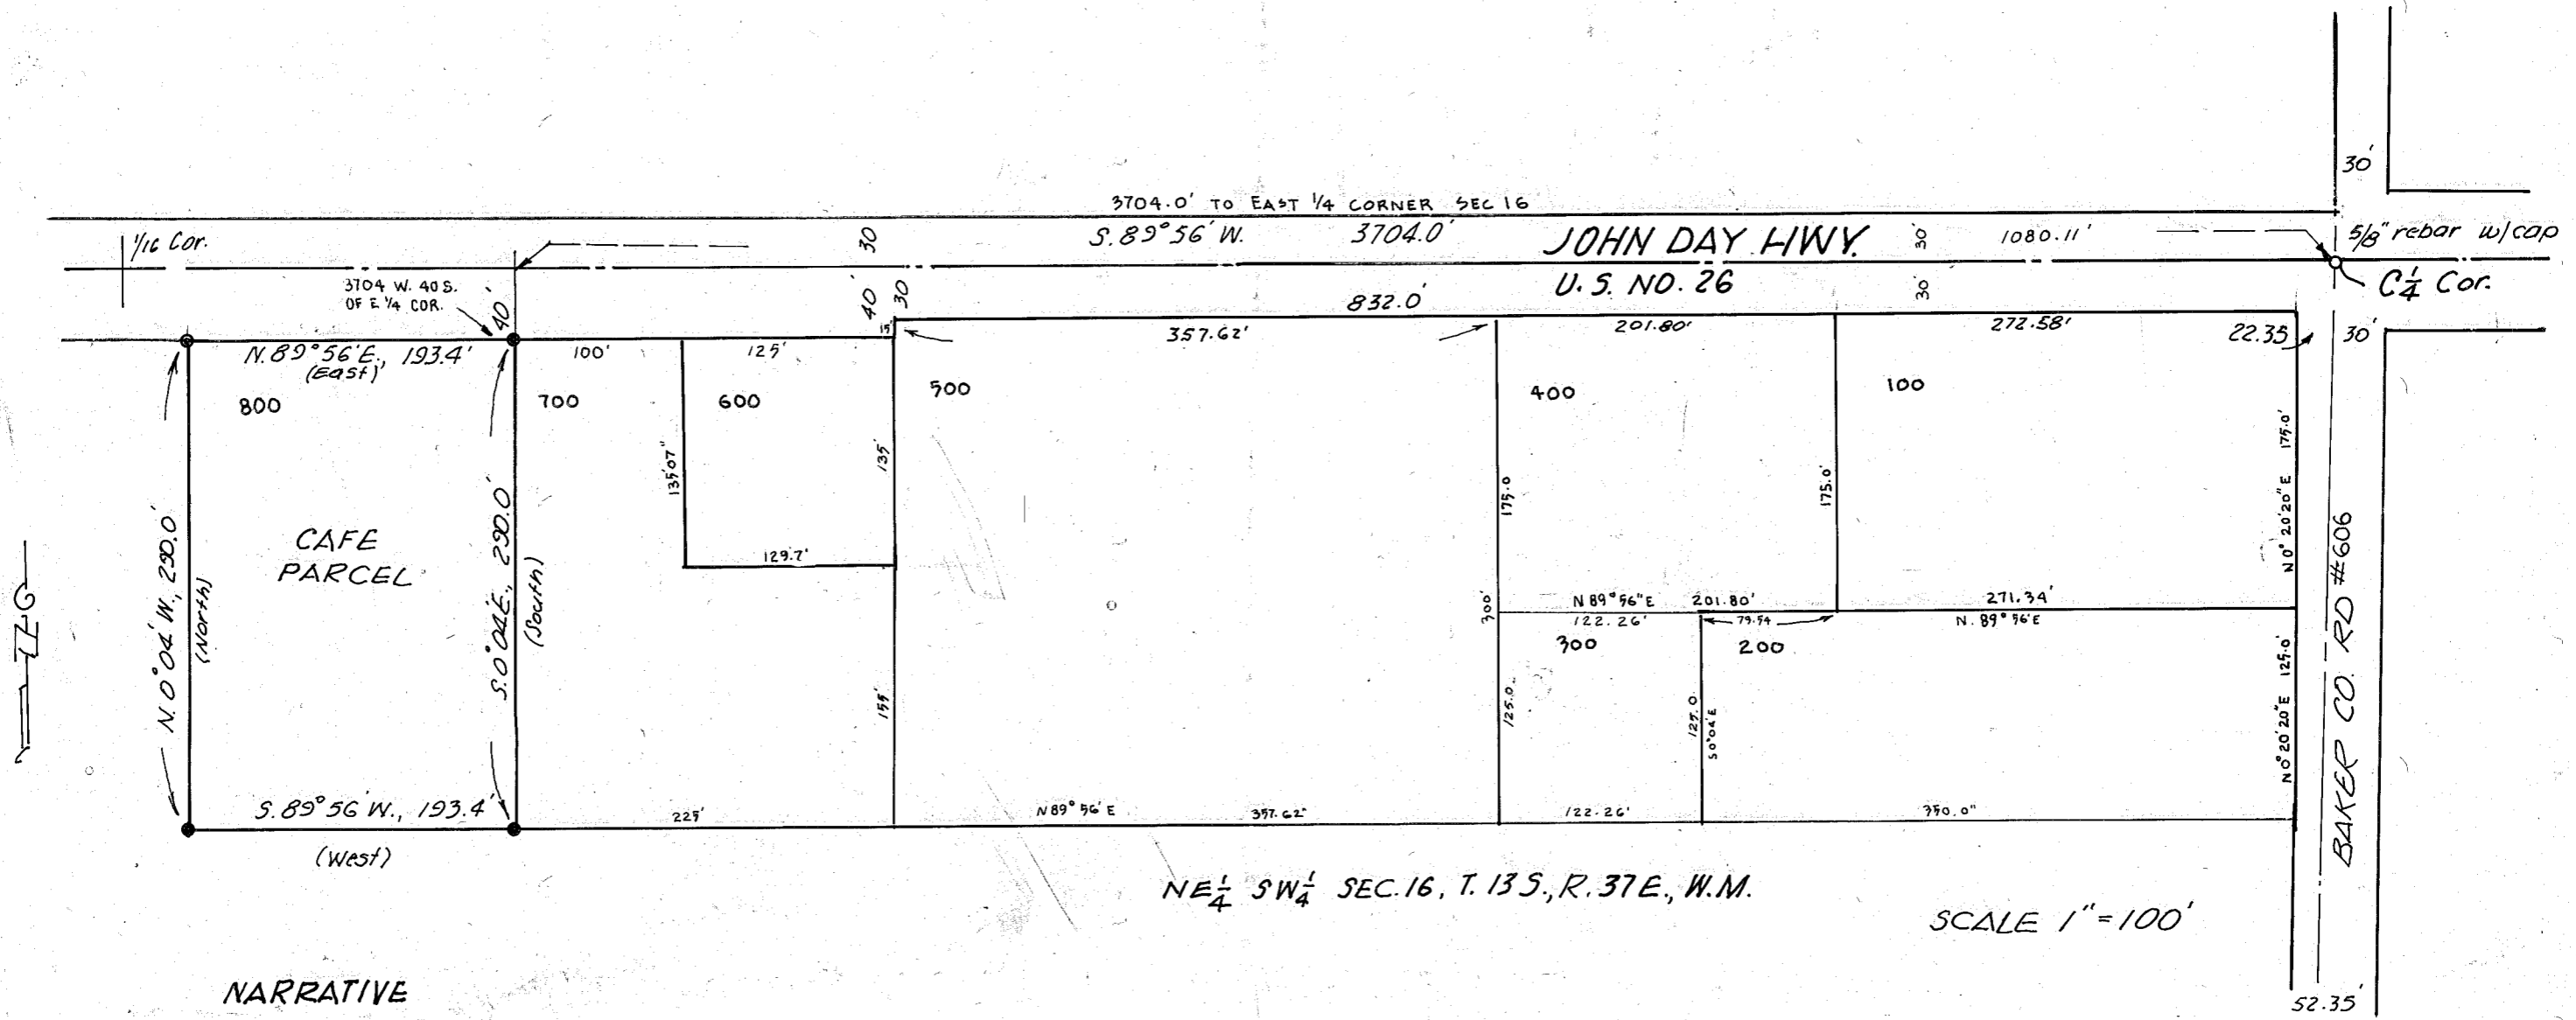 30'
3704.0' TO EAST 1/4 CORNER SEC 16
1/16 Cor.
30
S. 89°56' W. 3704.0'
JOHN DAY HWY.
30'
1080.11'
5/8" rebar w/cap
3704 W. 40 S.
OF E 1/4 COR.
40'
40'
30
832.0'
U.S. NO. 26
30'
C 1/4 Cor.
N. 89°56'E., 193.4'
(East)
100'
125'
15'
357.62'
201.80'
272.58'
22.35
30'
800
700
600
500
400
100
135'07"
135'
175.0
175.0'
N0° 20'20"E 175.0'
CAFE
PARCEL
N. 0°04' W., 290.0'
(North)
S. 0°04'E., 290.0'
(South)
129.7'
300'
N 89°56"E 201.80'
122.26'
79.54
271.34'
N. 89°56'E
300
200
155'
125.0
125.0
S0°04'E
N0° 20'20"E 125.0'
BAKER CO. RD #606
S. 89°56' W., 193.4'
(West)
225'
N 89°56' E 357.62'
122.26'
350.0"
NE 1/4 SW 1/4 SEC. 16, T. 13 S., R. 37 E., W.M.
SCALE 1"=100'
NARRATIVE
52.35'